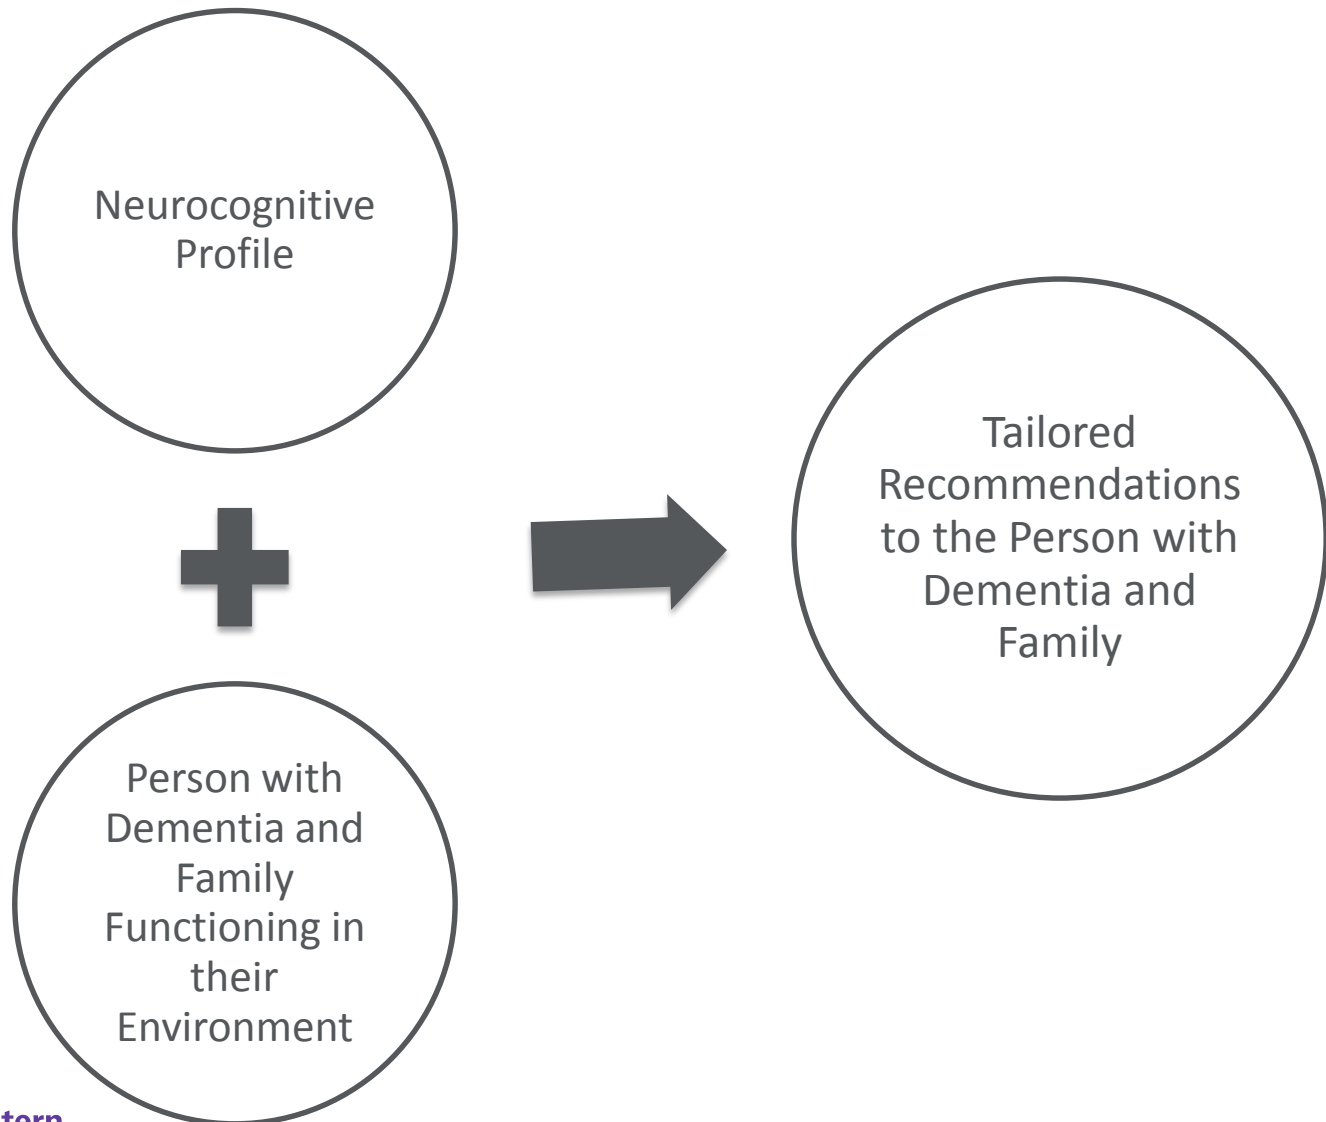 Neurocognitive
Profile
Person with
Dementia and
Family
Functioning in
their
Environment
Tailored
Recommendations
to the Person with
Dementia and
Family